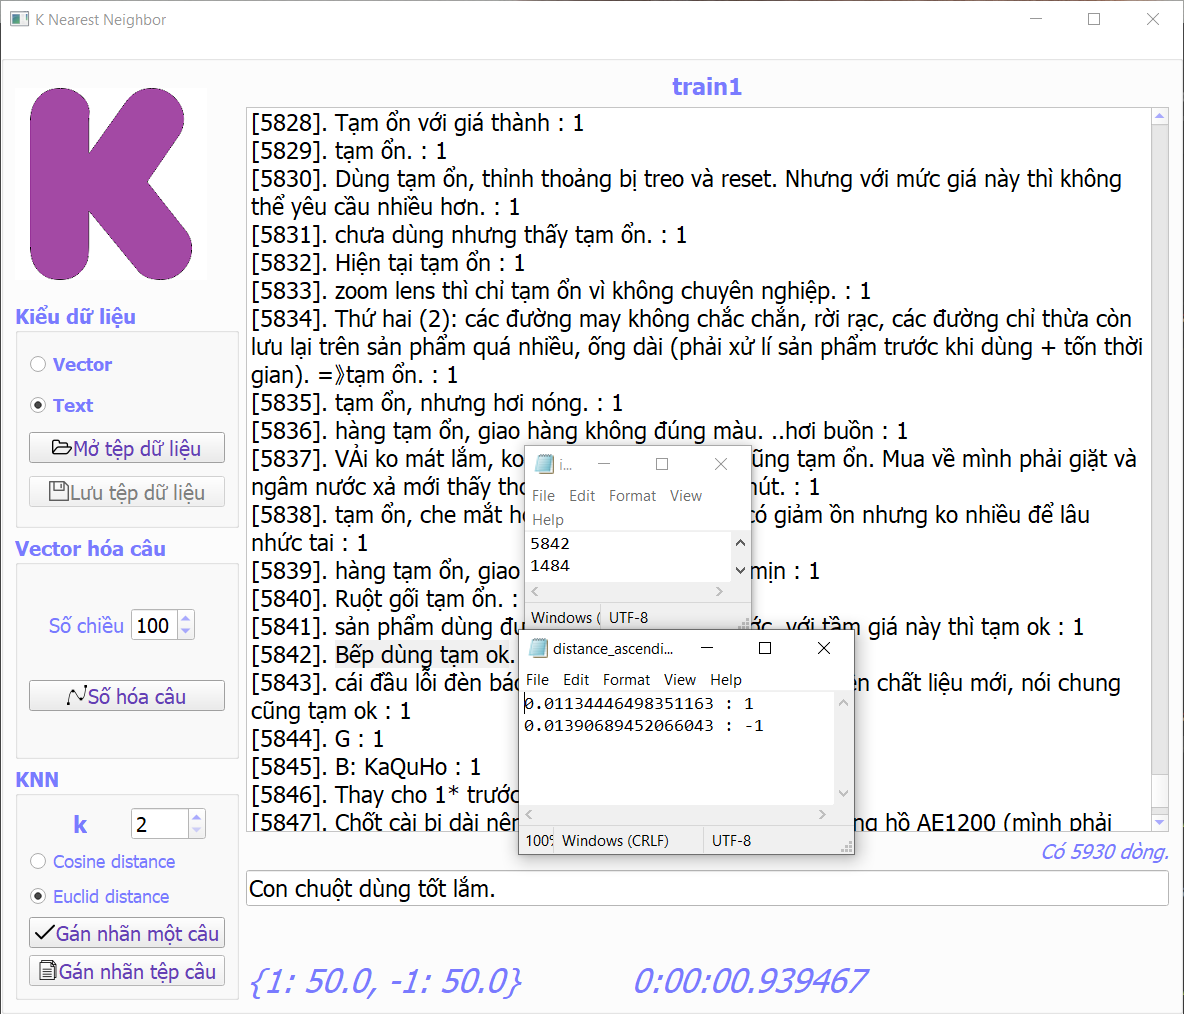 K Nearest Neighbor
train1
[5828]. Tạm ổn với giá thành : 1
[5829]. tạm ổn. : 1
[5830]. Dùng tạm ổn, thỉnh thoảng bị treo và reset. Nhưng với mức giá này thì không
thể yêu cầu nhiều hơn. : 1
[5831]. chưa dùng nhưng thấy tạm ổn. : 1
[5832]. Hiện tại tạm ổn : 1
[5833]. zoom lens thì chỉ tạm ổn vì không chuyên nghiệp. : 1
[5834]. Thứ hai (2): các đường may không chắc chắn, rời rạc, các đường chỉ thừa còn
lưu lại trên sản phẩm quá nhiều, ống dài (phải xử lí sản phẩm trước khi dùng + tốn thời
gian). =》tạm ổn. : 1
[5835]. tạm ổn, nhưng hơi nóng. : 1
[5836]. hàng tạm ổn, giao hàng không đúng màu. ..hơi buồn : 1
[5837]. VẢi ko mát lắm, ko ũng tạm ổn. Mua về mình phải giặt và
ngâm nước xả mới thấy tho hút. : 1
[5838]. tạm ổn, che mắt h có giảm ồn nhưng ko nhiều để lâu
nhức tai : 1
[5839]. hàng tạm ổn, giao mịn : 1
[5840]. Ruột gối tạm ổn. :
[5841]. sản phẩm dùng đu ớc, với tầm giá này thì tạm ok : 1
[5842]. Bếp dùng tạm ok.
[5843]. cái đầu lỗi đèn báo ên chất liệu mới, nói chung
cũng tạm ok : 1
[5844]. G : 1
[5845]. B: KaQuHo : 1
[5846]. Thay cho 1* trước
[5847]. Chốt cài bị dài nên ng hồ AE1200 (mình phải
Có 5930 dòng.
Kiểu dữ liệu
Vector
Text
Mở tệp dữ liệu
Lưu tệp dữ liệu
Vector hóa câu
Số chiều 100
Số hóa câu
KNN
k 2
Cosine distance
Euclid distance
Gán nhãn một câu
Gán nhãn tệp câu
i...
File Edit Format View
Help
5842
1484
Windows ( UTF-8
distance_ascendi...
File Edit Format View Help
0.01134446498351163 : 1
0.01390689452066043 : -1
100% Windows (CRLF) UTF-8
Con chuột dùng tốt lắm.
{1: 50.0, -1: 50.0} 0:00:00.939467